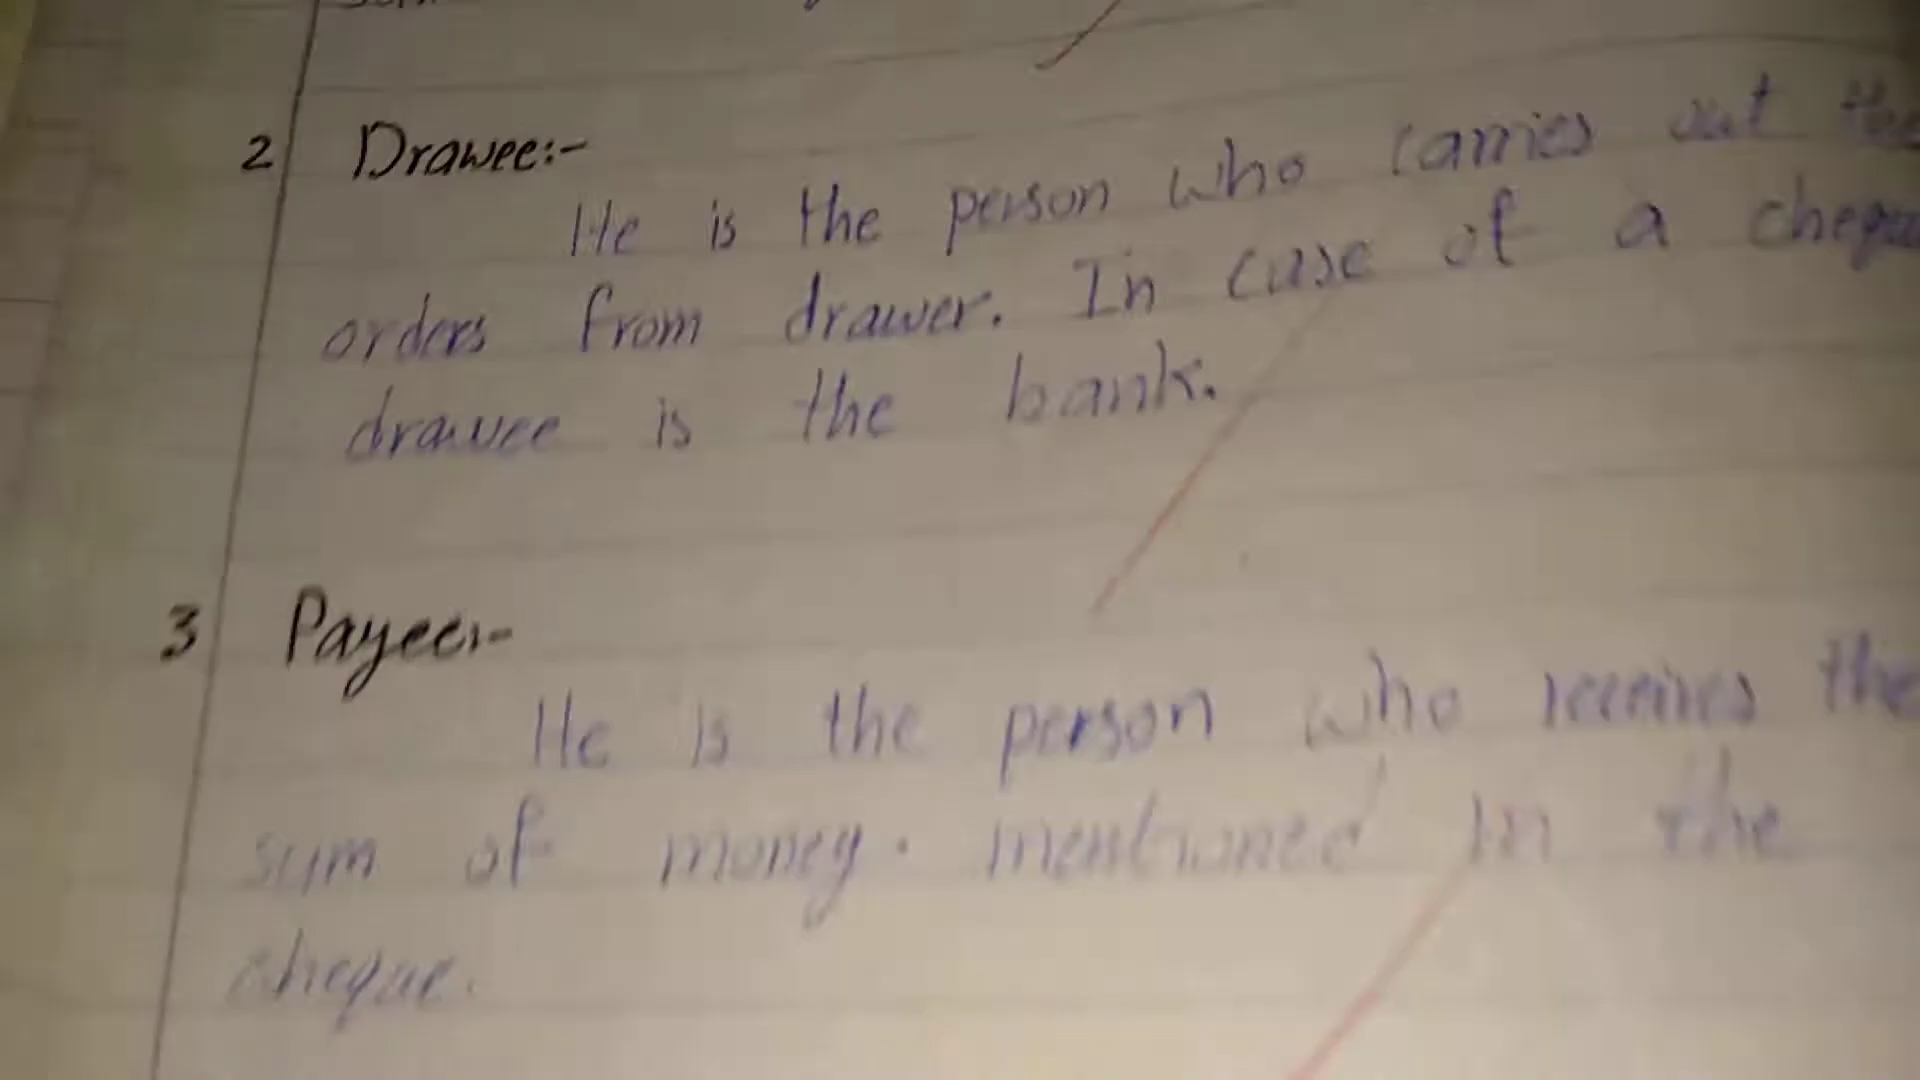 2 Drawee:-
He is the person who carries out the
orders from drawer. In case of a cheque
drawee is the bank.
3 Payee:-
He is the person who receives the
sum of money. mentioned in the
cheque.